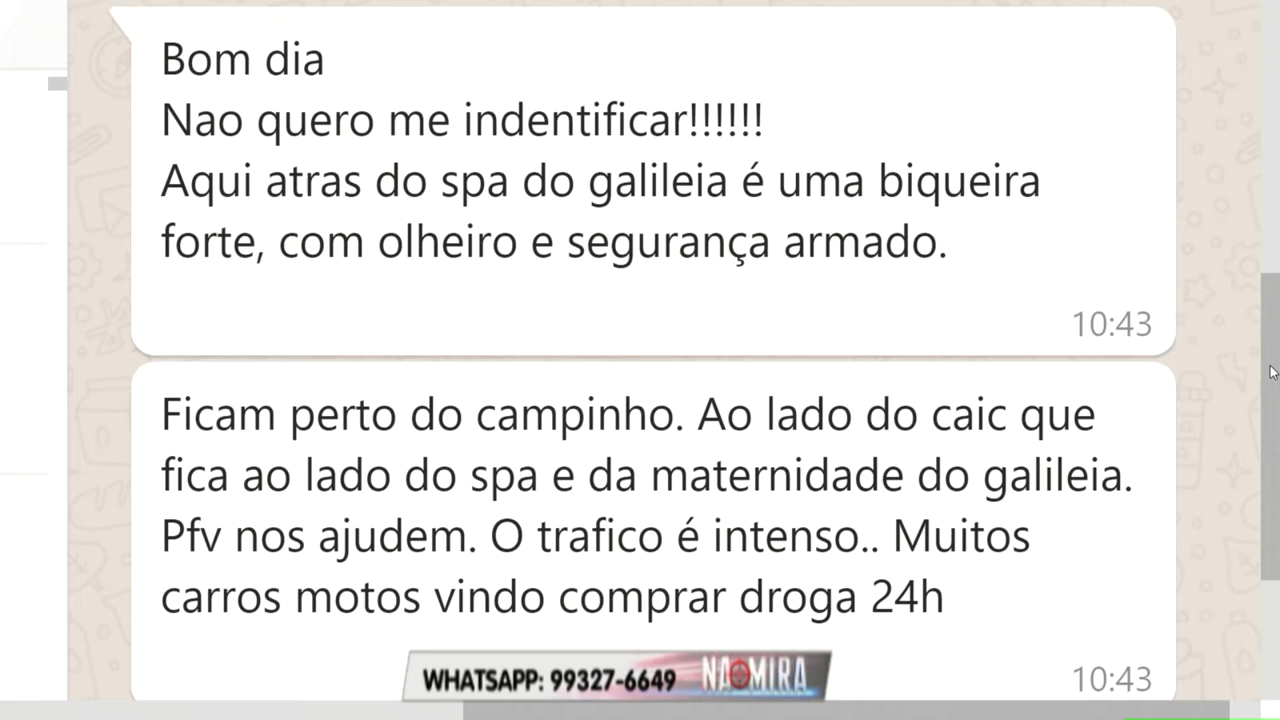 Bom dia
Nao quero me indentificar!!!!!!
Aqui atras do spa do galileia é uma biqueira
forte, com olheiro e segurança armado.
10:43
Ficam perto do campinho. Ao lado do caic que
fica ao lado do spa e da maternidade do galileia.
Pfv nos ajudem. O trafico é intenso.. Muitos
carros motos vindo comprar droga 24h
WHATSAPP: 99327-6649 NA MIRA
10:43